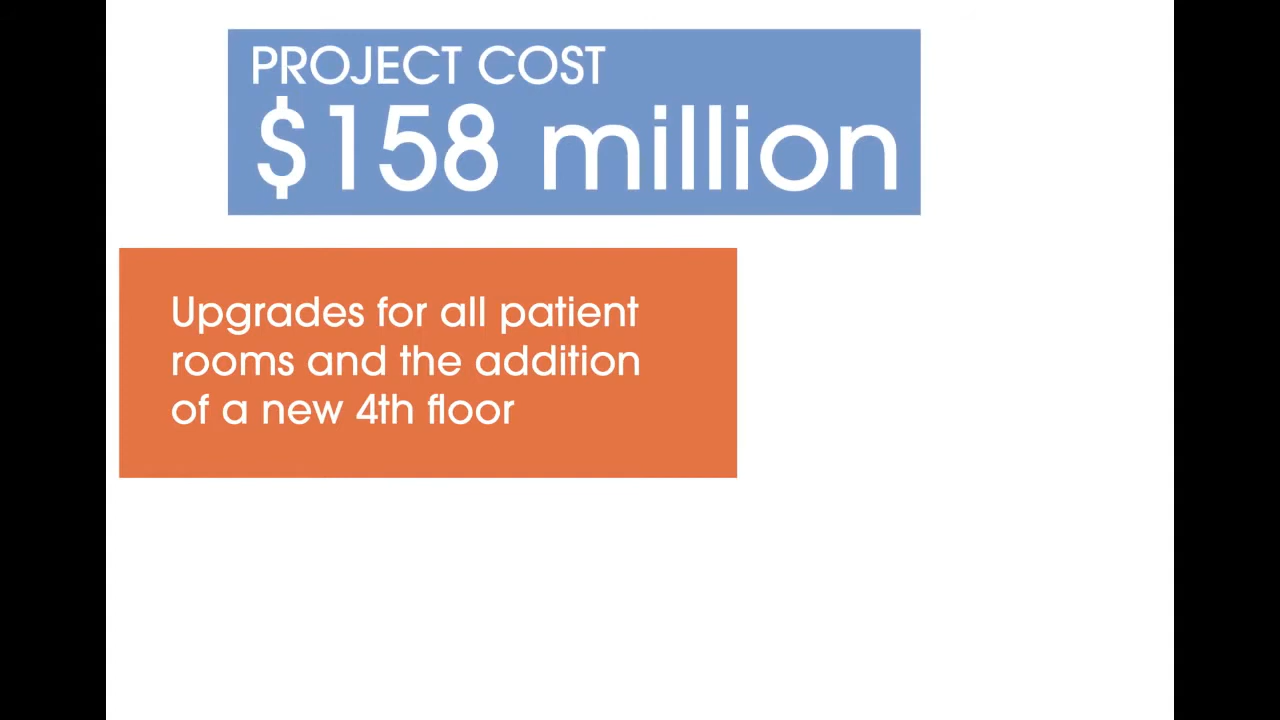 PROJECT COST
$158 million
Upgrades for all patient
rooms and the addition
of a new 4th floor